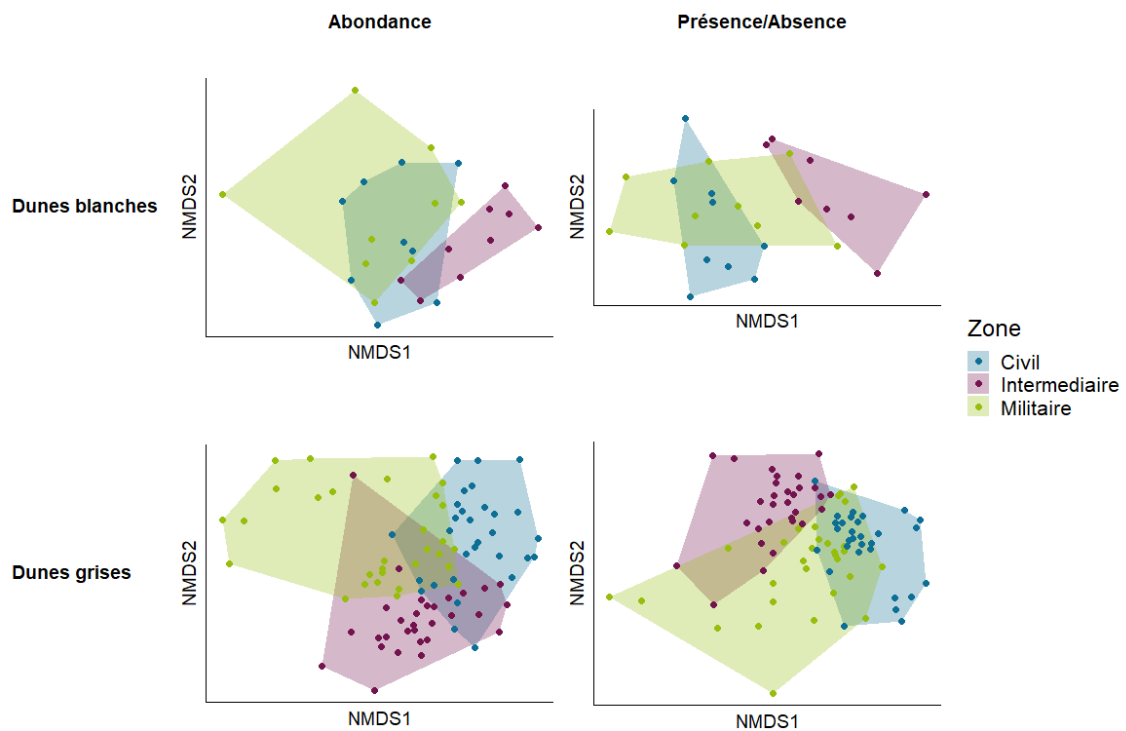 Abondance
Présence/Absence
Dunes blanches
NMDS2
NMDS1
NMDS2
NMDS1
Zone
Civil
Intermediaire
Militaire
Dunes grises
NMDS2
NMDS1
NMDS2
NMDS1